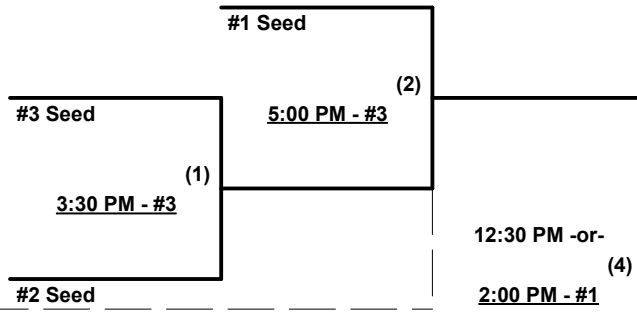 #1 Seed
(2)
#3 Seed
5:00 PM - #3
(1)
3:30 PM - #3
12:30 PM -or-
(4)
#2 Seed
2:00 PM - #1